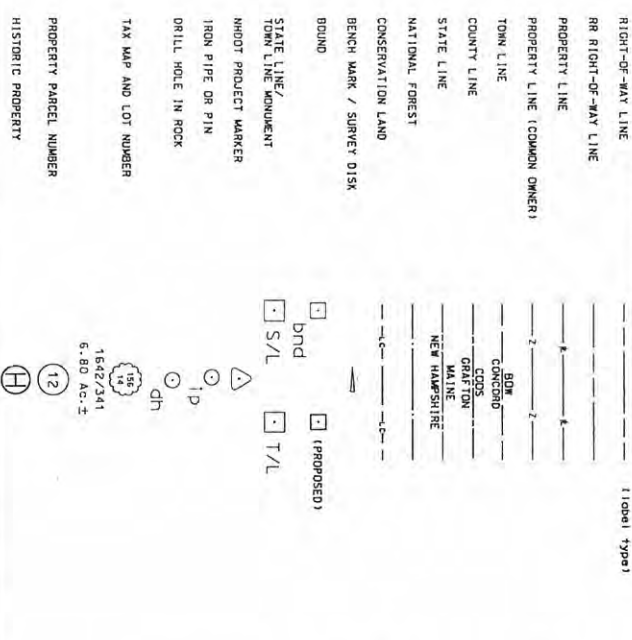 RIGHT-OF-WAY LINE (label type)
RR RIGHT-OF-WAY LINE
PROPERTY LINE
PROPERTY LINE (COMMON OWNER) Z Z
TOWN LINE BOW CONCORD
COUNTY LINE COOS GRAFTON
STATE LINE MAINE NEW HAMPSHIRE
NATIONAL FOREST
CONSERVATION LAND LC LC
BENCH MARK / SURVEY DISK
BOUND bnd (PROPOSED)
STATE LINE/
TOWN LINE MONUMENT S/L T/L
NHDOT PROJECT MARKER
IRON PIPE OR PIN ip
DRILL HOLE IN ROCK dh
TAX MAP AND LOT NUMBER 156 14
1642/341
6.80 Ac.±
PROPERTY PARCEL NUMBER 12
HISTORIC PROPERTY H